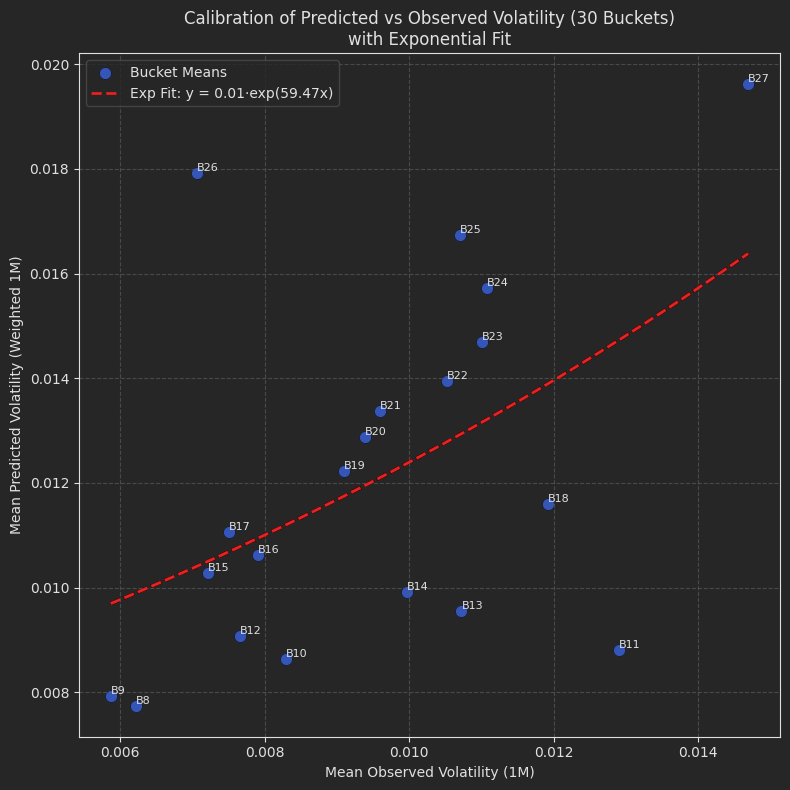 Calibration of Predicted vs Observed Volatility (30 Buckets)
with Exponential Fit
Bucket Means
Exp Fit: y = 0.01·exp(59.47x)
Mean Predicted Volatility (Weighted 1M)
0.020
0.018
0.016
0.014
0.012
0.010
0.008
B27
B26
B25
B24
B23
B22
B21
B20
B19
B18
B17
B16
B15
B14
B13
B12
B11
B10
B9
B8
0.006
0.008
0.010
0.012
0.014
Mean Observed Volatility (1M)